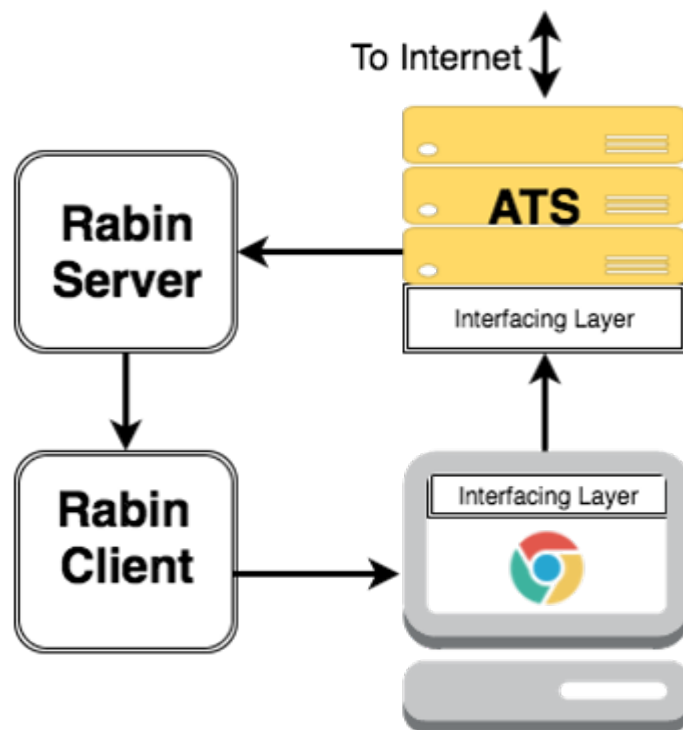 To Internet
ATS
Interfacing Layer
Rabin
Server
Rabin
Client
Interfacing Layer